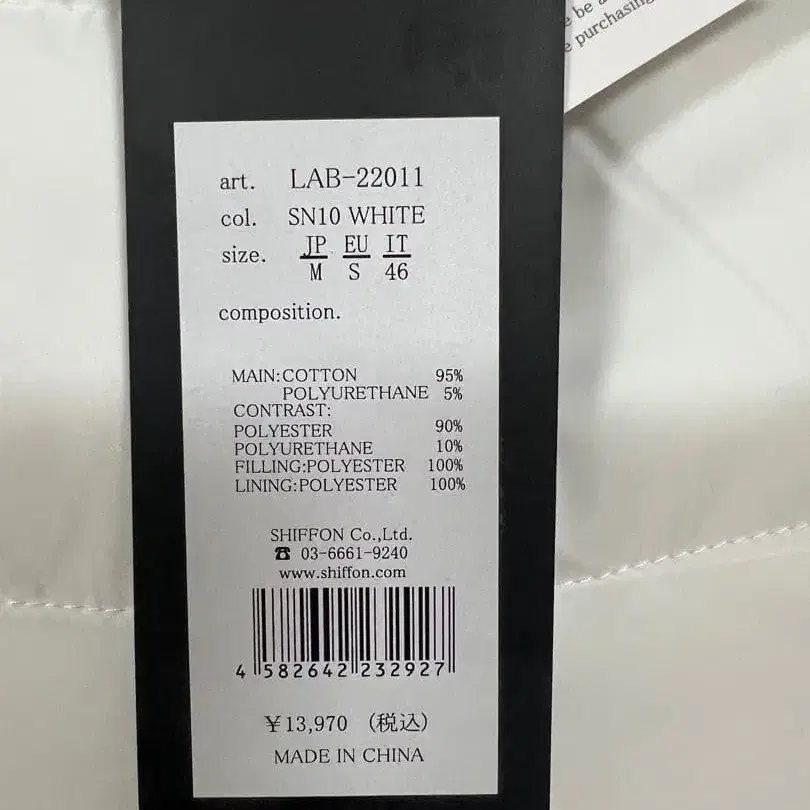 be
purchasing
art. LAB-22011
col. SN10 WHITE
size. JP EU IT
M S 46
composition.
MAIN:COTTON 95%
POLYURETHANE 5%
CONTRAST:
POLYESTER 90%
POLYURETHANE 10%
FILLING:POLYESTER 100%
LINING:POLYESTER 100%
SHIFFON Co.,Ltd.
☎ 03-6661-9240
www.shiffon.com
4 582642 232927
¥13,970 (税込)
MADE IN CHINA